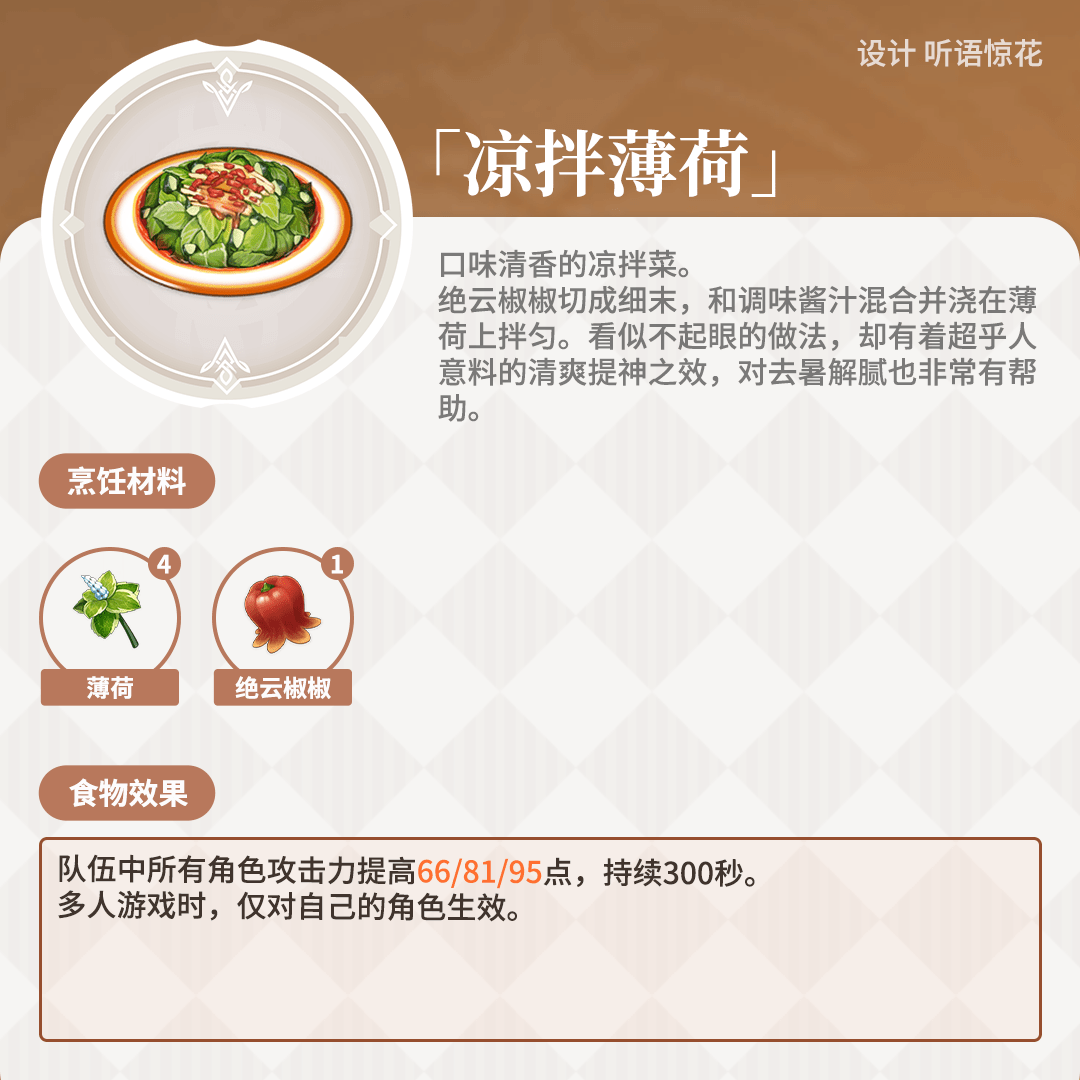 设计 听语惊花
「凉拌薄荷」
口味清香的凉拌菜。
绝云椒椒切成细末，和调味酱汁混合并浇在薄
荷上拌匀。看似不起眼的做法，却有着超乎人
意料的清爽提神之效，对去暑解腻也非常有帮
助。
烹饪材料
4
1
薄荷
绝云椒椒
食物效果
队伍中所有角色攻击力提高66/81/95点，持续300秒。
多人游戏时，仅对自己的角色生效。